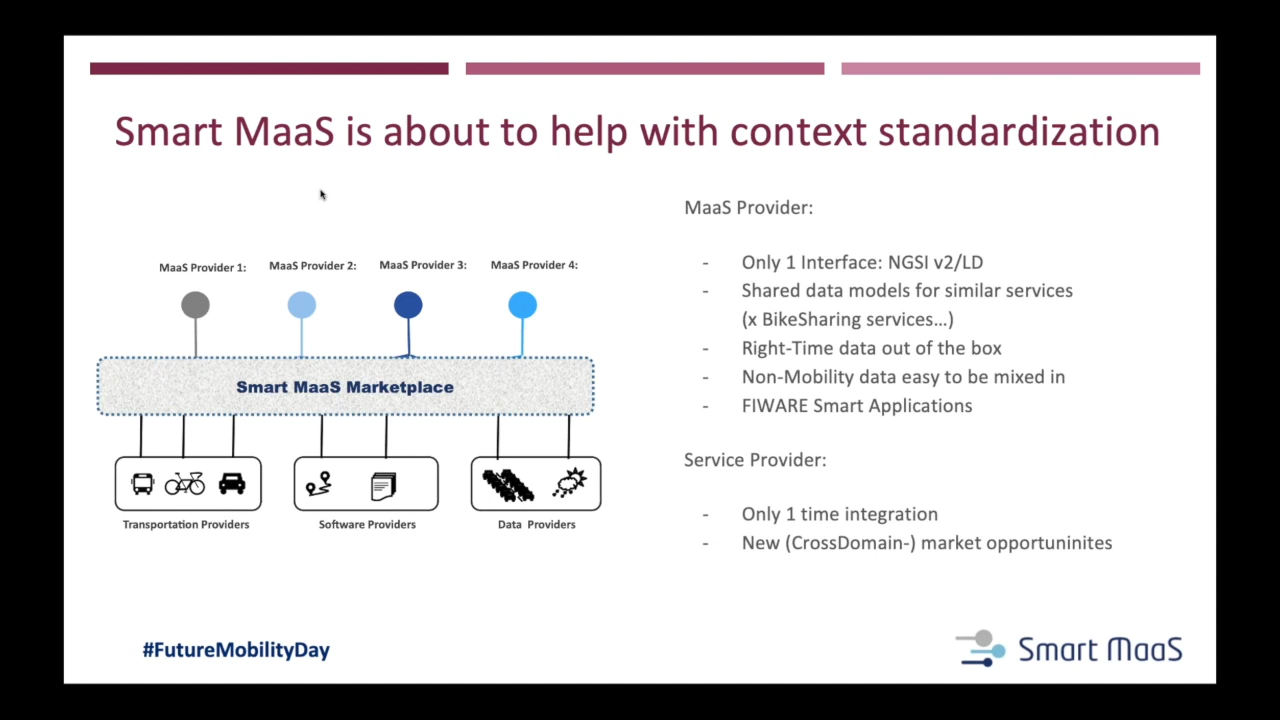 Smart MaaS is about to help with context standardization
MaaS Provider 1:
MaaS Provider 2:
MaaS Provider 3:
MaaS Provider 4:
Smart MaaS Marketplace
Transportation Providers
Software Providers
Data Providers
MaaS Provider:
- Only 1 Interface: NGSI v2/LD
- Shared data models for similar services
(x BikeSharing services...)
- Right-Time data out of the box
- Non-Mobility data easy to be mixed in
- FIWARE Smart Applications
Service Provider:
- Only 1 time integration
- New (CrossDomain-) market opportuninites
#FutureMobilityDay
Smart MaaS